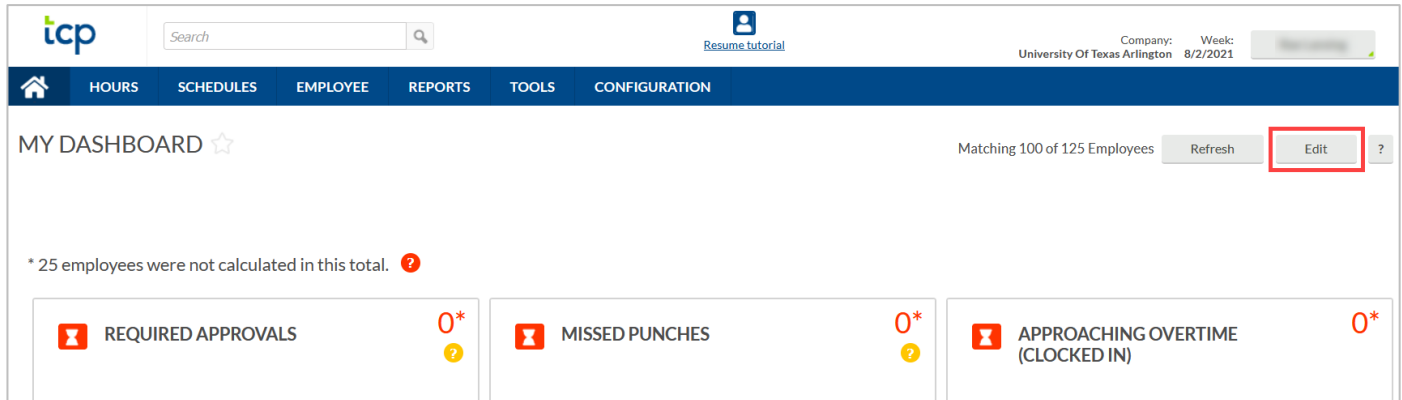 tcp
Search
Resume tutorial
Company: Week:
University Of Texas Arlington 8/2/2021
HOURS SCHEDULES EMPLOYEE REPORTS TOOLS CONFIGURATION
MY DASHBOARD
Matching 100 of 125 Employees Refresh Edit ?
* 25 employees were not calculated in this total. ?
REQUIRED APPROVALS 0*
?
MISSED PUNCHES 0*
?
APPROACHING OVERTIME 0*
(CLOCKED IN)